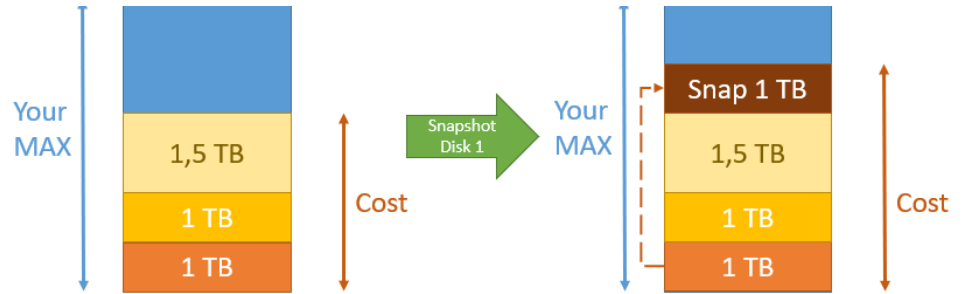 Your
MAX
1,5 TB
1 TB
1 TB
Cost
Snapshot
Disk 1
Your
MAX
Snap 1 TB
1,5 TB
1 TB
1 TB
Cost